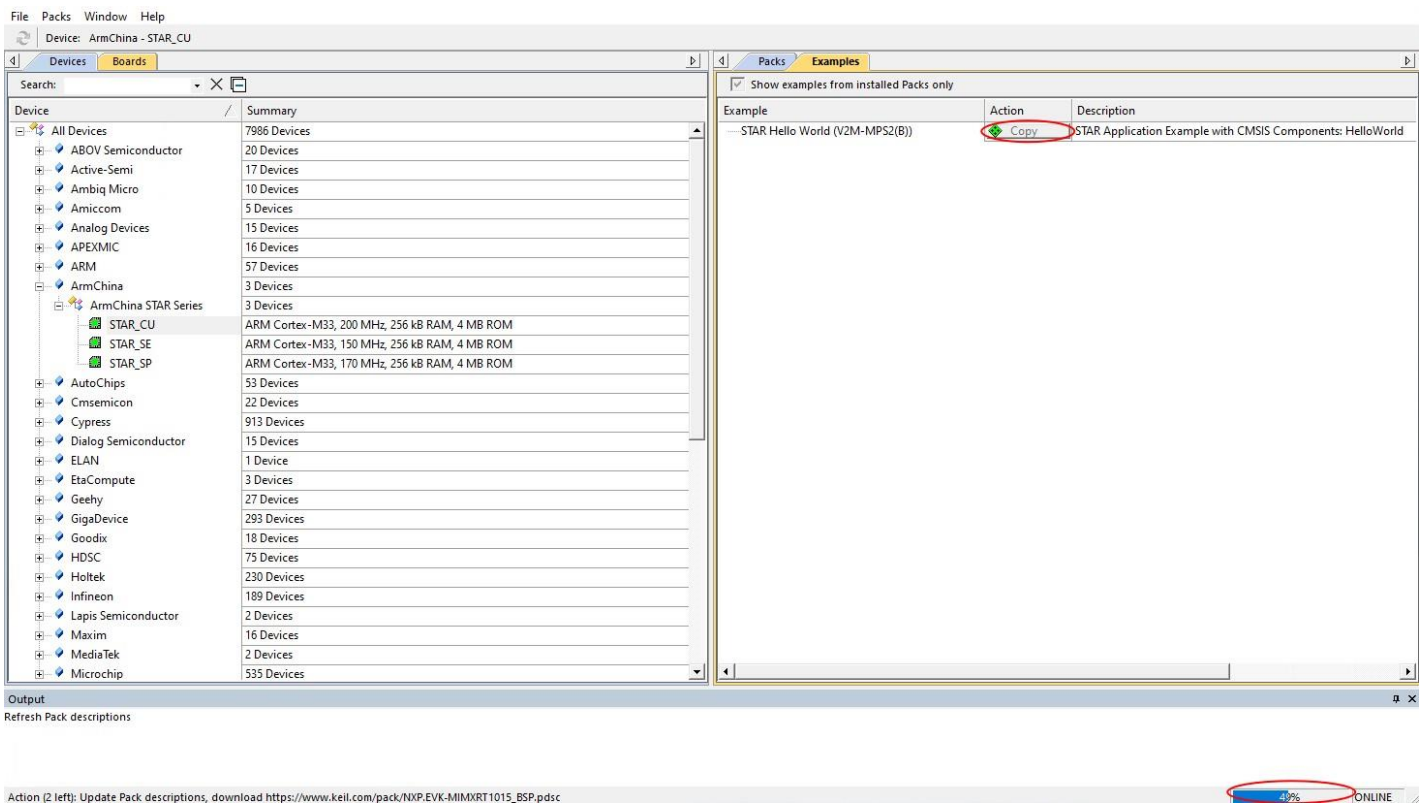 File Packs Window Help
Device: ArmChina - STAR_CU
Devices Boards
Search:
Device / Summary
All Devices 7986 Devices
ABOV Semiconductor 20 Devices
Active-Semi 17 Devices
Ambiq Micro 10 Devices
Amiccom 5 Devices
Analog Devices 15 Devices
APEXMIC 16 Devices
ARM 57 Devices
ArmChina 3 Devices
ArmChina STAR Series 3 Devices
STAR_CU ARM Cortex-M33, 200 MHz, 256 kB RAM, 4 MB ROM
STAR_SE ARM Cortex-M33, 150 MHz, 256 kB RAM, 4 MB ROM
STAR_SP ARM Cortex-M33, 170 MHz, 256 kB RAM, 4 MB ROM
AutoChips 53 Devices
Cmsemicon 22 Devices
Cypress 913 Devices
Dialog Semiconductor 15 Devices
ELAN 1 Device
EtaCompute 3 Devices
Geehy 27 Devices
GigaDevice 293 Devices
Goodix 18 Devices
HDSC 75 Devices
Holtek 230 Devices
Infineon 189 Devices
Lapis Semiconductor 2 Devices
Maxim 16 Devices
MediaTek 2 Devices
Microchip 535 Devices
Packs Examples
Show examples from installed Packs only
Example Action Description
STAR Hello World (V2M-MPS2(B)) Copy STAR Application Example with CMSIS Components: HelloWorld
Output
Refresh Pack descriptions
Action (2 left): Update Pack descriptions, download https://www.keil.com/pack/NXP.EVK-MIMXRT1015_BSP.pdsc 49% ONLINE